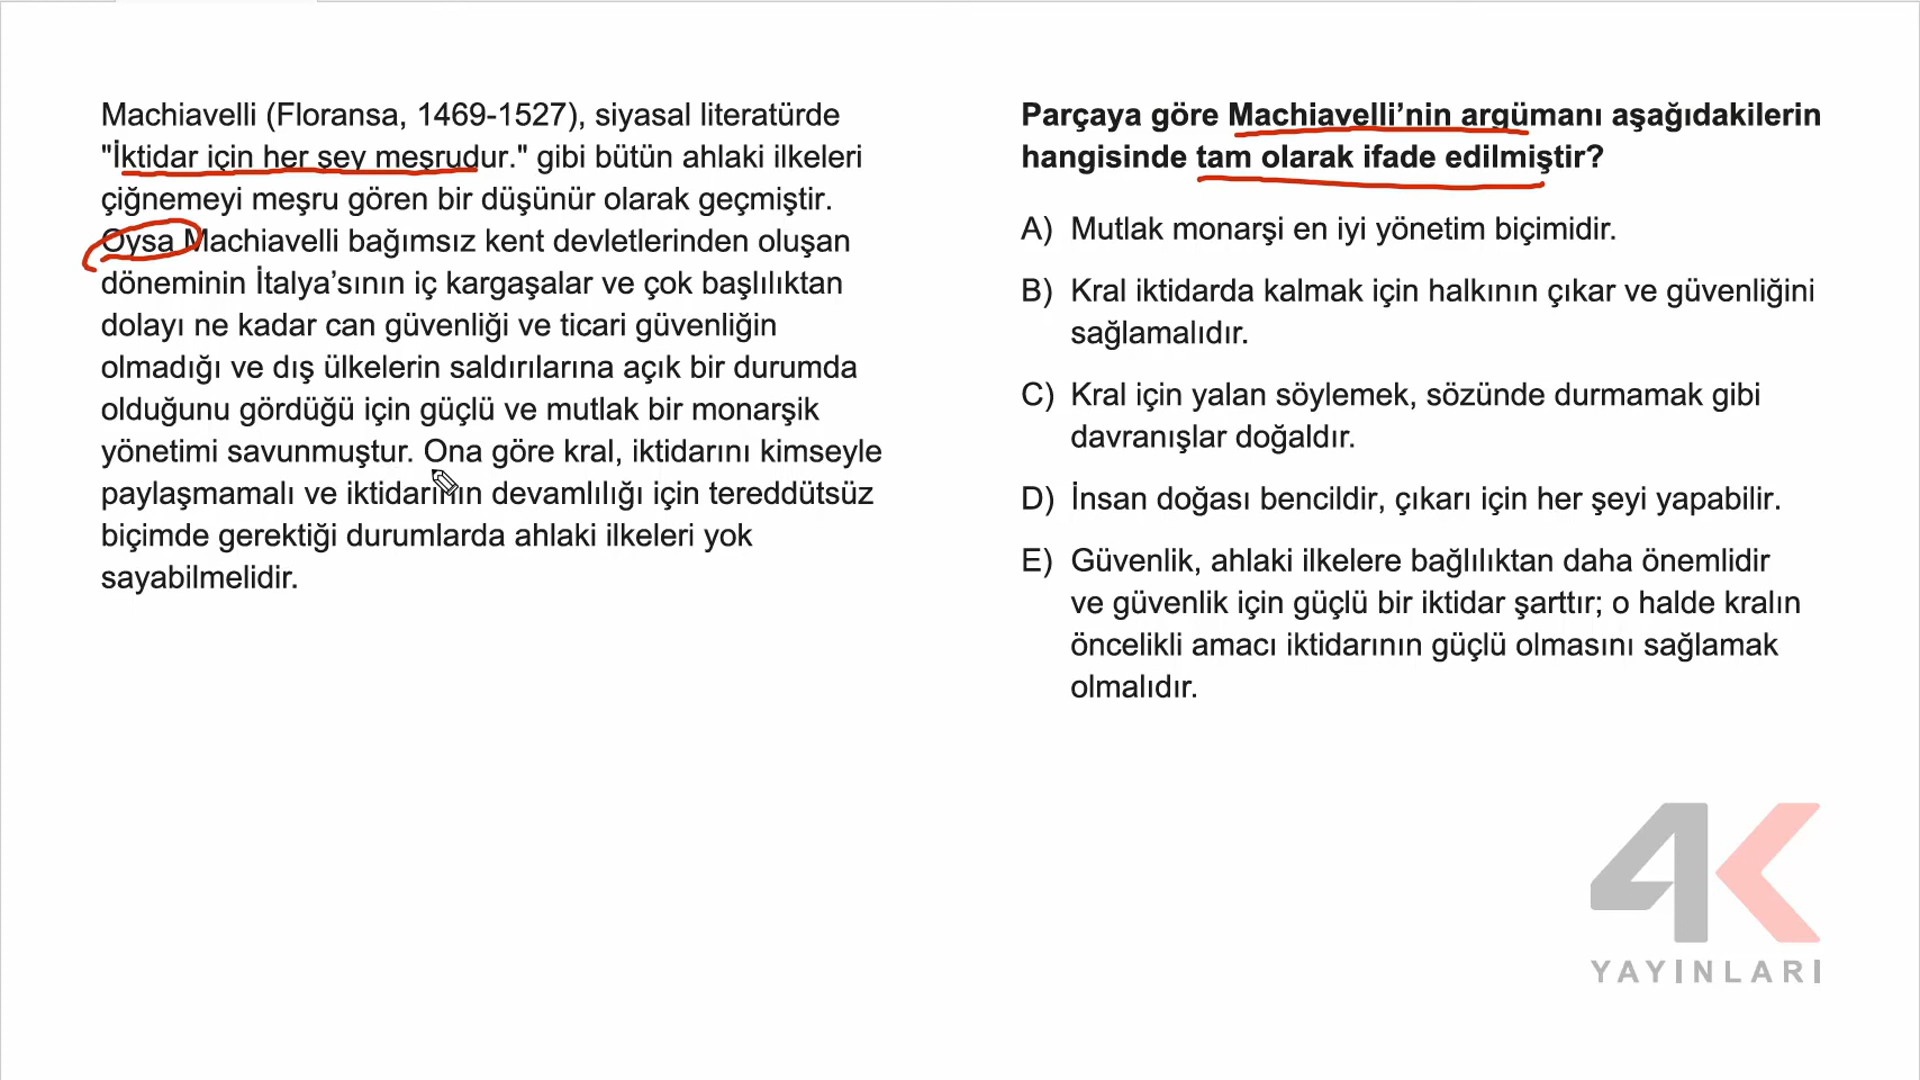 Machiavelli (Floransa, 1469-1527), siyasal literatürde
"İktidar için her şey meşrudur." gibi bütün ahlaki ilkeleri
çiğnemeyi meşru gören bir düşünür olarak geçmiştir.
Oysa Machiavelli bağımsız kent devletlerinden oluşan
döneminin İtalya’sının iç kargaşalar ve çok başlılıktan
dolayı ne kadar can güvenliği ve ticari güvenliğin
olmadığı ve dış ülkelerin saldırılarına açık bir durumda
olduğunu gördüğü için güçlü ve mutlak bir monarşik
yönetimi savunmuştur. Ona göre kral, iktidarını kimseyle
paylaşmamalı ve iktidarının devamlılığı için tereddütsüz
biçimde gerektiği durumlarda ahlaki ilkeleri yok
sayabilmelidir.
Parçaya göre Machiavelli’nin argümanı aşağıdakilerin
hangisinde tam olarak ifade edilmiştir?
A) Mutlak monarşi en iyi yönetim biçimidir.
B) Kral iktidarda kalmak için halkının çıkar ve güvenliğini
sağlamalıdır.
C) Kral için yalan söylemek, sözünde durmamak gibi
davranışlar doğaldır.
D) İnsan doğası bencildir, çıkarı için her şeyi yapabilir.
E) Güvenlik, ahlaki ilkelere bağlılıktan daha önemlidir
ve güvenlik için güçlü bir iktidar şarttır; o halde kralın
öncelikli amacı iktidarının güçlü olmasını sağlamak
olmalıdır.
4K
YAYINLARI